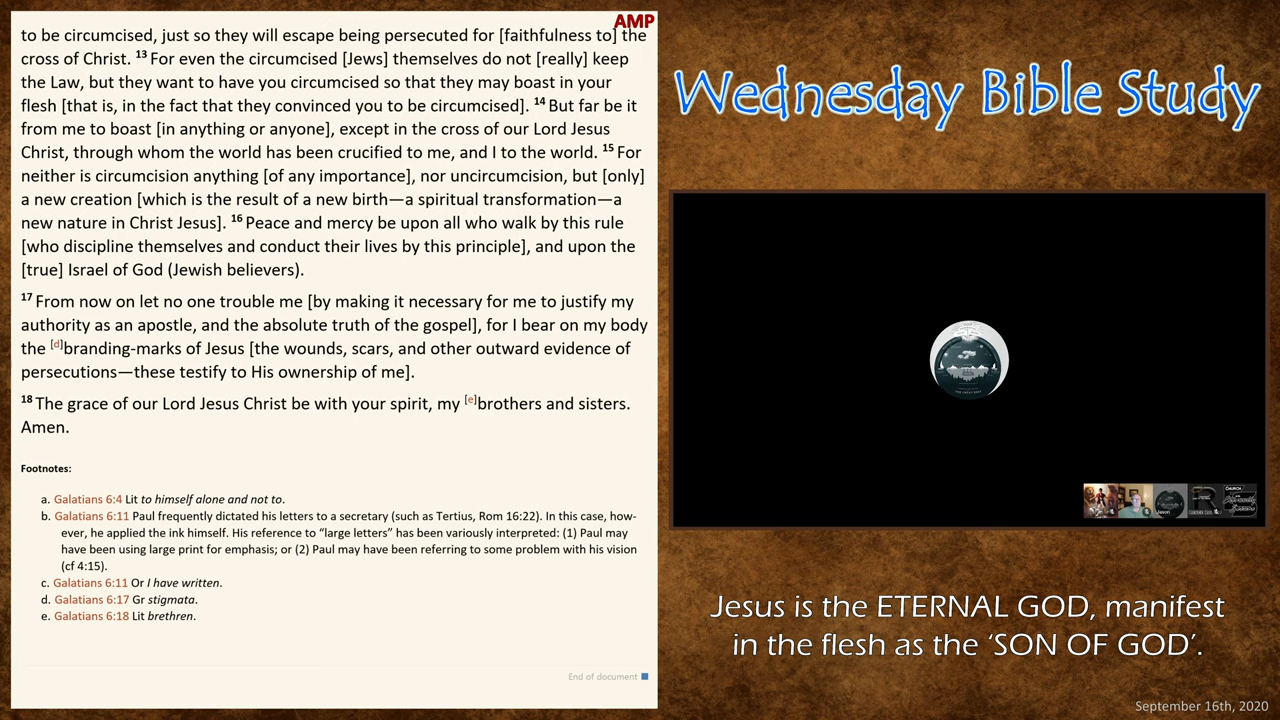 AMP
to be circumcised, just so they will escape being persecuted for [faithfulness to] the
cross of Christ. 13 For even the circumcised [Jews] themselves do not [really] keep
the Law, but they want to have you circumcised so that they may boast in your
flesh [that is, in the fact that they convinced you to be circumcised]. 14 But far be it
from me to boast [in anything or anyone], except in the cross of our Lord Jesus
Christ, through whom the world has been crucified to me, and I to the world. 15 For
neither is circumcision anything [of any importance], nor uncircumcision, but [only]
a new creation [which is the result of a new birth—a spiritual transformation—a
new nature in Christ Jesus]. 16 Peace and mercy be upon all who walk by this rule
[who discipline themselves and conduct their lives by this principle], and upon the
[true] Israel of God (Jewish believers).
17 From now on let no one trouble me [by making it necessary for me to justify my
authority as an apostle, and the absolute truth of the gospel], for I bear on my body
the [d]branding-marks of Jesus [the wounds, scars, and other outward evidence of
persecutions—these testify to His ownership of me].
18 The grace of our Lord Jesus Christ be with your spirit, my [e]brothers and sisters.
Amen.
Footnotes:
a. Galatians 6:4 Lit to himself alone and not to.
b. Galatians 6:11 Paul frequently dictated his letters to a secretary (such as Tertius, Rom 16:22). In this case, how-
ever, he applied the ink himself. His reference to “large letters” has been variously interpreted: (1) Paul may
have been using large print for emphasis; or (2) Paul may have been referring to some problem with his vision
(cf 4:15).
c. Galatians 6:11 Or I have written.
d. Galatians 6:17 Gr stigmata.
e. Galatians 6:18 Lit brethren.
End of document
Wednesday Bible Study
Jason
CHURCH
Jesus is the ETERNAL GOD, manifest
in the flesh as the ‘SON OF GOD’.
September 16th, 2020